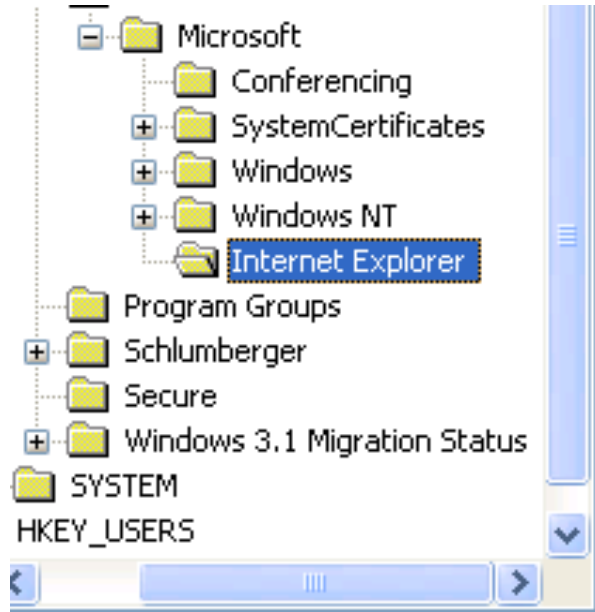 Microsoft
Conferencing
SystemCertificates
Windows
Windows NT
Internet Explorer
Program Groups
Schlumberger
Secure
Windows 3.1 Migration Status
SYSTEM
HKEY_USERS